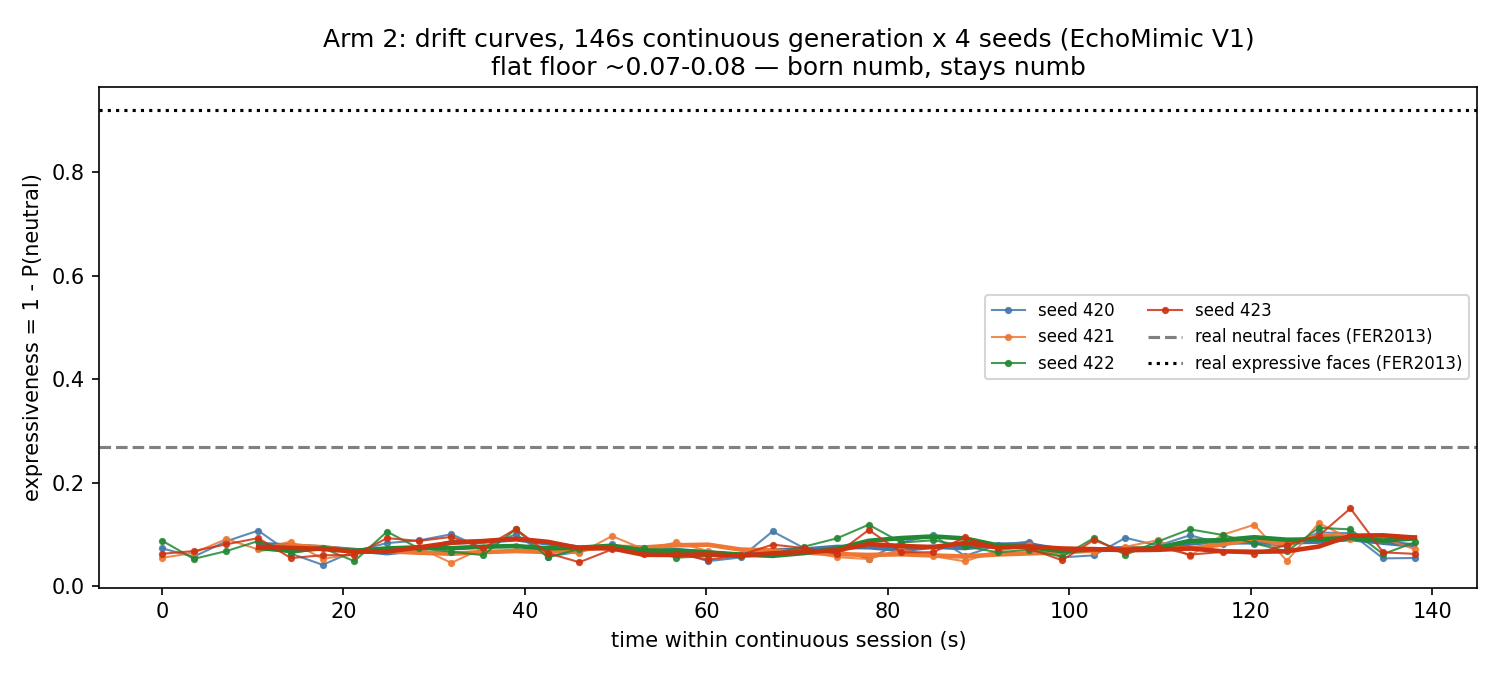 Arm 2: drift curves, 146s continuous generation x 4 seeds (EchoMimic V1)
flat floor ~0.07-0.08 — born numb, stays numb
expressiveness = 1 - P(neutral)
0.8
0.6
0.4
0.2
0.0
seed 420
seed 421
seed 422
seed 423
real neutral faces (FER2013)
real expressive faces (FER2013)
0 20 40 60 80 100 120 140
time within continuous session (s)